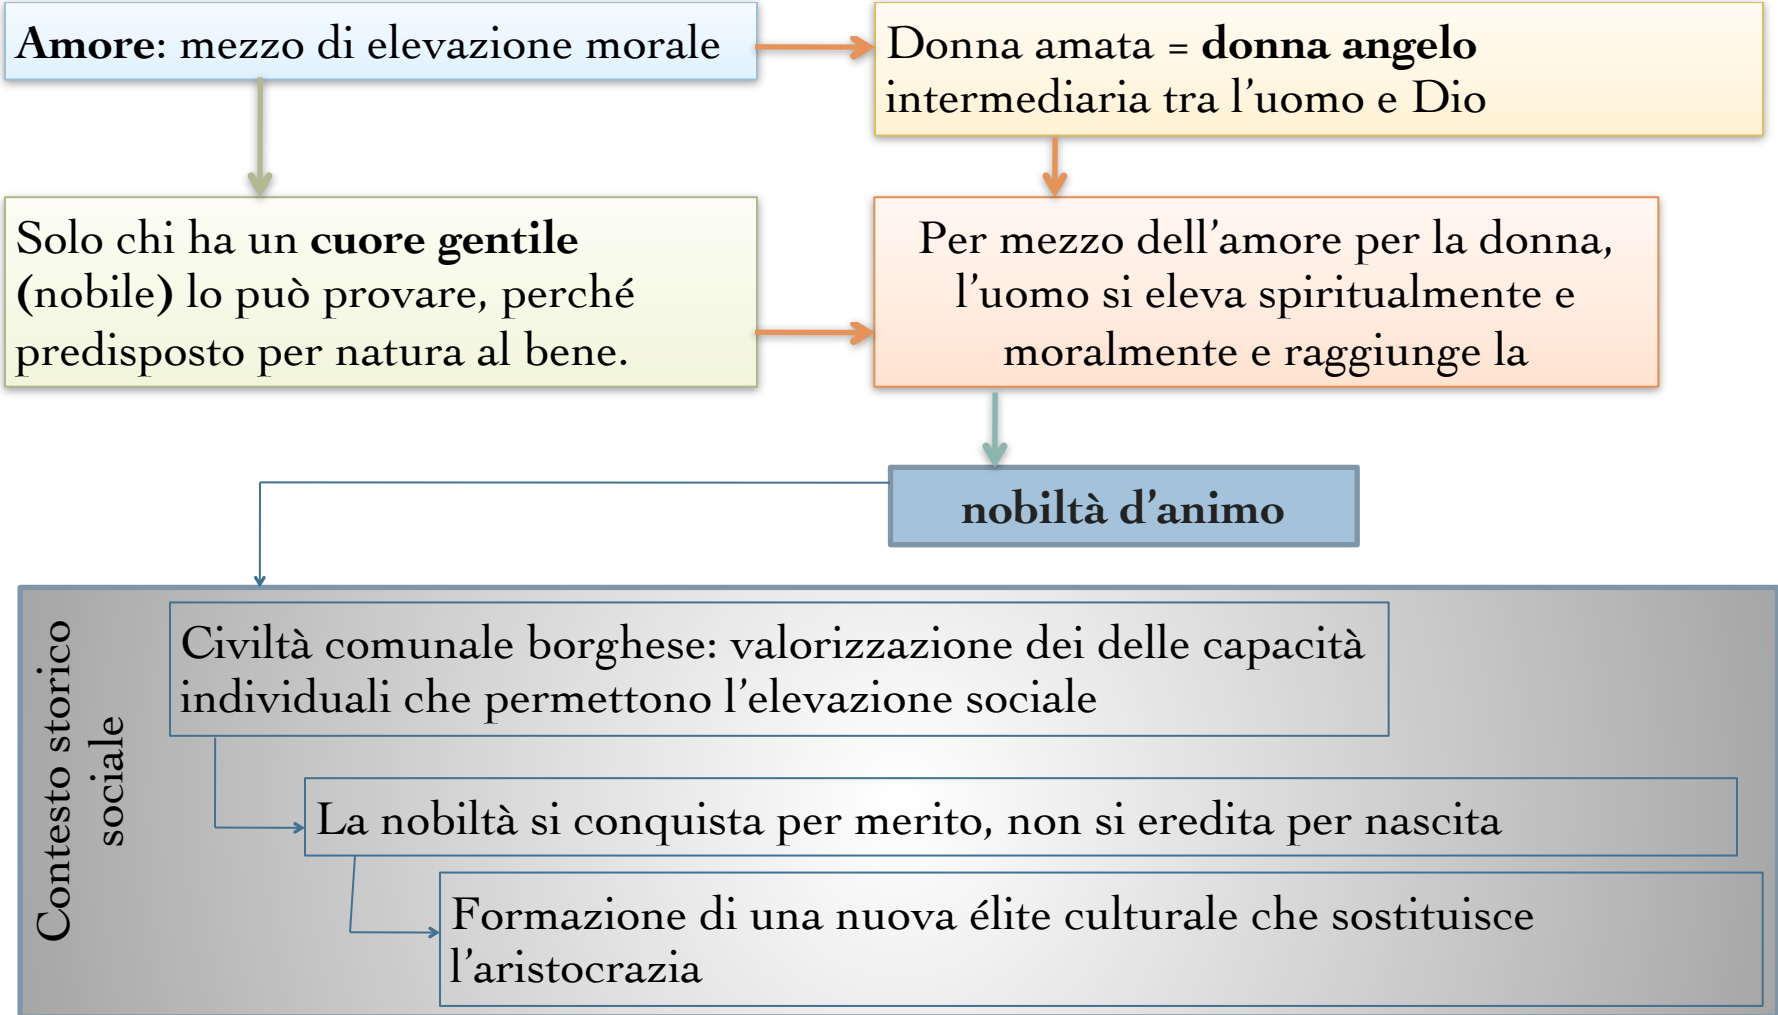 Amore: mezzo di elevazione morale
Donna amata = donna angelo
intermediaria tra l’uomo e Dio
Solo chi ha un cuore gentile
(nobile) lo può provare, perché
predisposto per natura al bene.
Per mezzo dell’amore per la donna,
l’uomo si eleva spiritualmente e
moralmente e raggiunge la
nobiltà d’animo
Contesto storico
sociale
Civiltà comunale borghese: valorizzazione dei delle capacità
individuali che permettono l’elevazione sociale
La nobiltà si conquista per merito, non si eredita per nascita
Formazione di una nuova élite culturale che sostituisce
l’aristocrazia